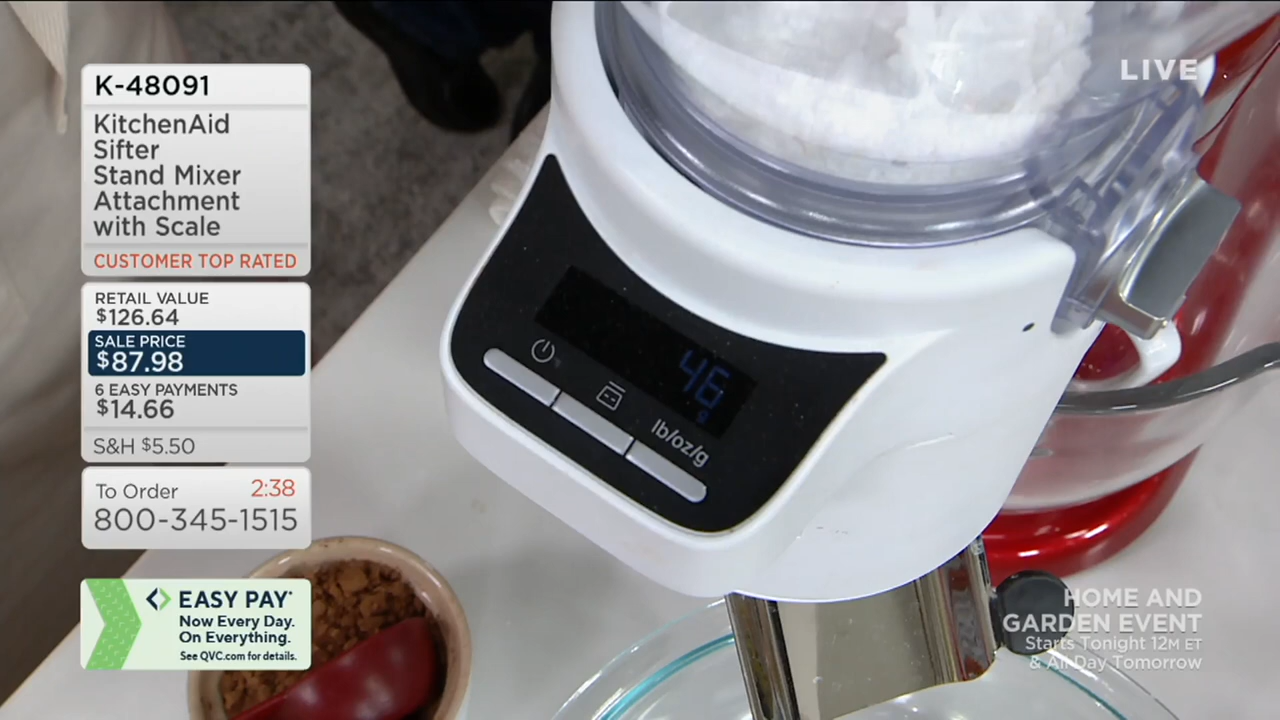 K-48091
KitchenAid
Sifter
Stand Mixer
Attachment
with Scale
CUSTOMER TOP RATED
RETAIL VALUE
$126.64
SALE PRICE
$87.98
6 EASY PAYMENTS
$14.66
S&H $5.50
To Order 2:38
800-345-1515
EASY PAY*
Now Every Day.
On Everything.
See QVC.com for details.
LIVE
46
g
lb/oz/g
HOME AND
GARDEN EVENT
Starts Tonight 12M ET
& All Day Tomorrow